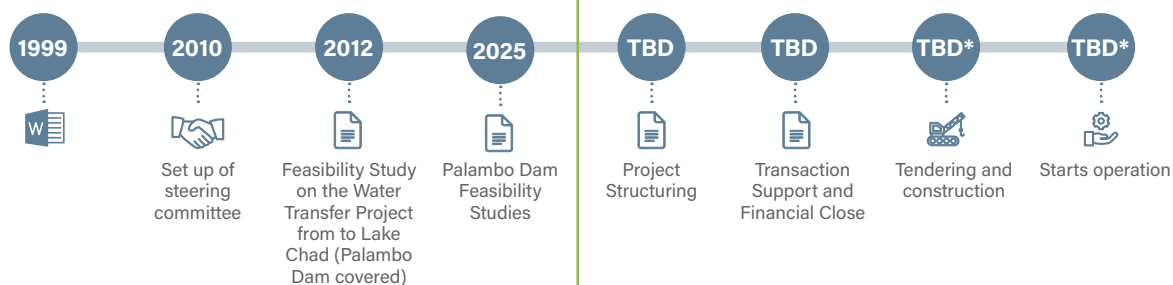 1999
2010
2012
2025
TBD
TBD
TBD*
TBD*
W
Set up of
steering
committee
Feasibility Study
on the Water
Transfer Project
from to Lake
Chad (Palambo
Dam covered)
Palambo Dam
Feasibility
Studies
Project
Structuring
Transaction
Support and
Financial Close
Tendering and
construction
Starts operation